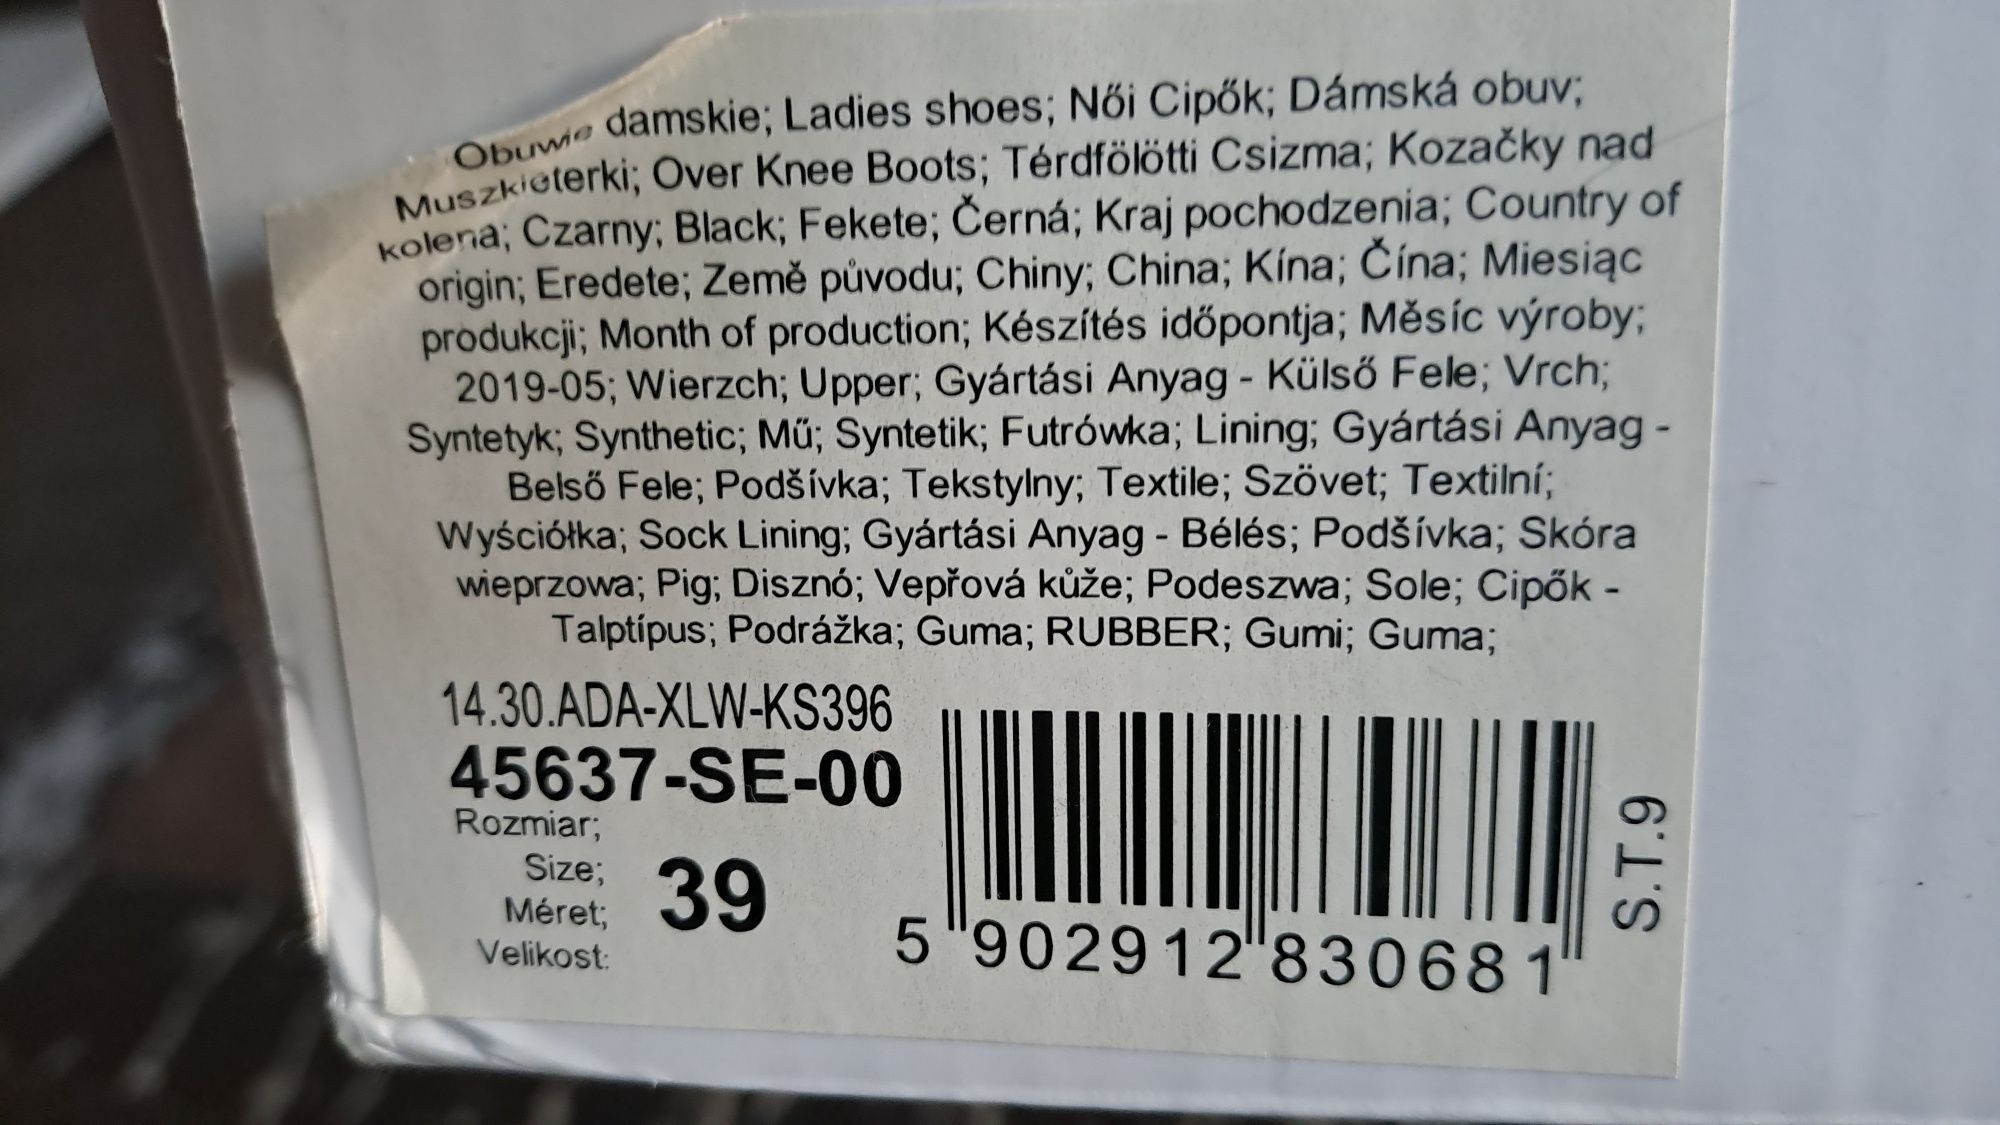 Obuwie damskie; Ladies shoes; Női Cipők; Dámská obuv;
Muszkieterki; Over Knee Boots; Térdfölötti Csizma; Kozačky nad
kolena; Czarny; Black; Fekete; Černá; Kraj pochodzenia; Country of
origin; Eredete; Země původu; Chiny; China; Kína; Čína; Miesiąc
produkcji; Month of production; Készítés időpontja; Měsíc výroby;
2019-05; Wierzch; Upper; Gyártási Anyag - Külső Fele; Vrch;
Syntetyk; Synthetic; Mű; Syntetik; Futrówka; Lining; Gyártási Anyag -
Belső Fele; Podšívka; Tekstylny; Textile; Szövet; Textilní;
Wyściółka; Sock Lining; Gyártási Anyag - Bélés; Podšívka; Skóra
wieprzowa; Pig; Disznó; Vepřová kůže; Podeszwa; Sole; Cipők -
Talptípus; Podrážka; Guma; RUBBER; Gumi; Guma;
14.30.ADA-XLW-KS396
45637-SE-00
Rozmiar;
Size;
Méret;
Velikost:
39
5 902912 830681
S.T.9